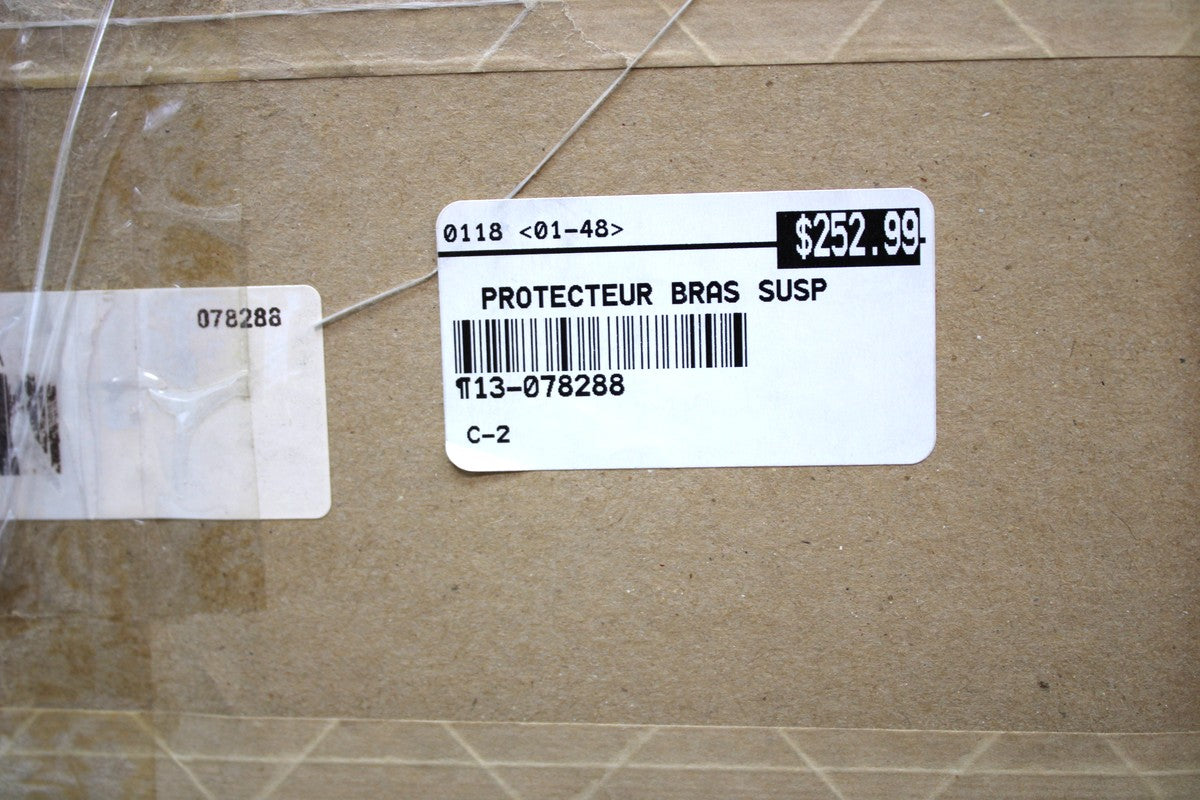 0118 <01-48>
$252.99
PROTECTEUR BRAS SUSP
¶13-078288
C-2
078288